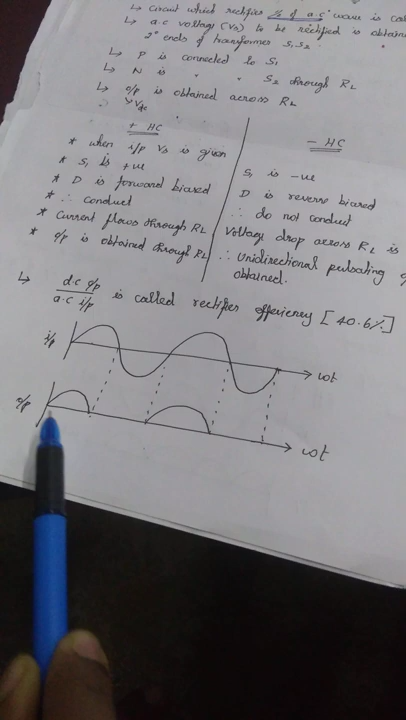 ↳ Circuit which rectifies ½ of a.c wave is
↳ a.c voltage (Vs) to be rectified is
2° ends of transformer S₁S₂
↳ P is connected to S₁
↳ N is " " S₂ through RL
↳ o/p is obtained across RL
↳ Vdc
+ HC
* when i/p Vs is given
* S₁ is +ve
* D is forward biased
* ∴ conduct
* Current flows through RL
* o/p is obtained through RL
- HC
S₁ is -ve
D is reverse biased
∴ do not conduct
Voltage drop across RL is
∴ Unidirectional pulsating
obtained.
↳ d.c o/p / a.c i/p is called rectifier efficiency [40.6%]
i/p
ωt
o/p
ωt